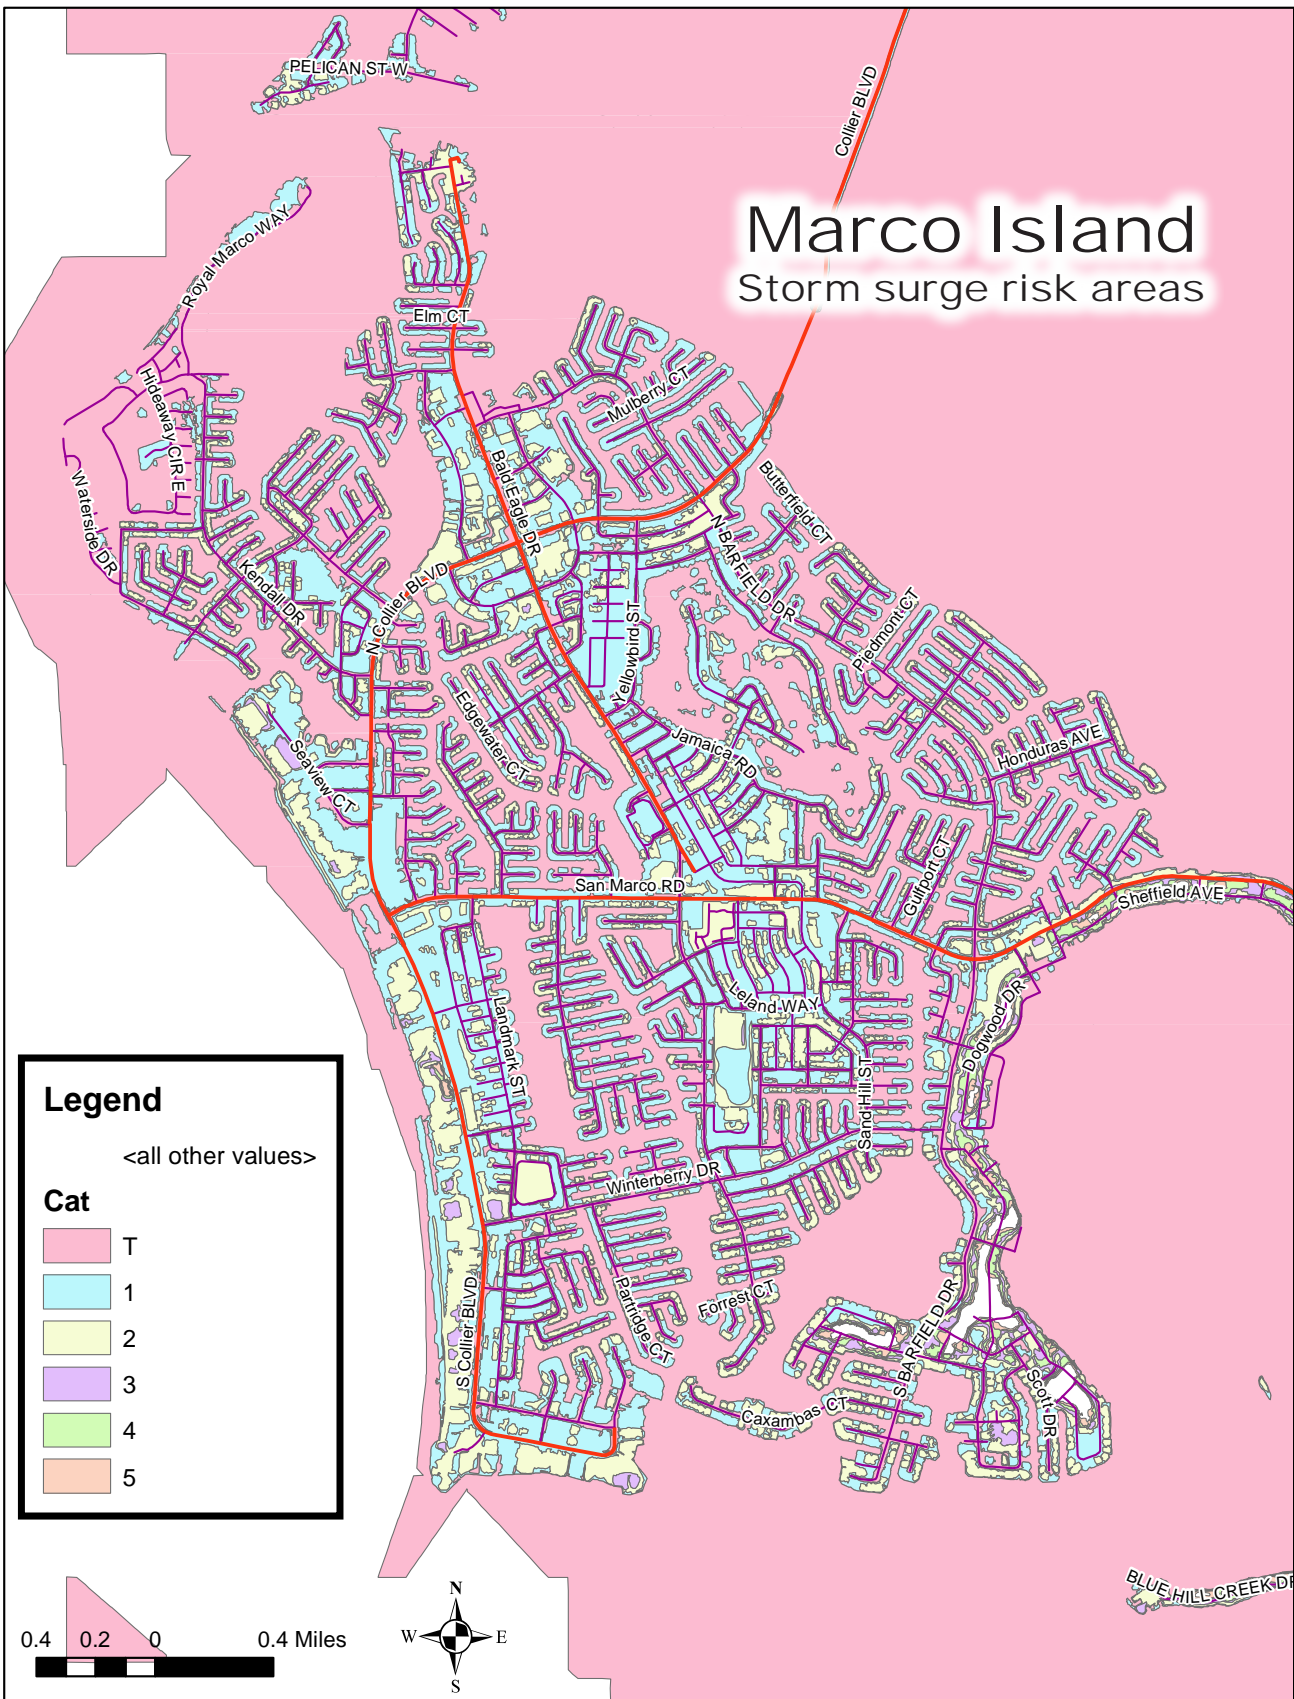 PELICAN ST W
Collier BLVD
Marco Island
Storm surge risk areas
Royal Marco WAY
Elm CT
Hideaway CIR E
Mulberry CT
Bald Eagle DR
Waterside DR
Butterfield CT
N BARFIELD DR
Kendall DR
N Collier BLVD
Yellowbird ST
Piedmont CT
Edgewater CT
Seaview CT
Jamaica RD
Honduras AVE
Gulfport CT
San Marco RD
Sheffield AVE
Leland WAY
Landmark ST
Dogwood DR
Sand Hill ST
Winterberry DR
Partridge CT
Forrest CT
S Collier BLVD
S BARFIELD DR
Scott DR
Caxambas CT
BLUE HILL CREEK DR
Legend
<all other values>
Cat
T
1
2
3
4
5
0.4 0.2 0 0.4 Miles
N
W E
S